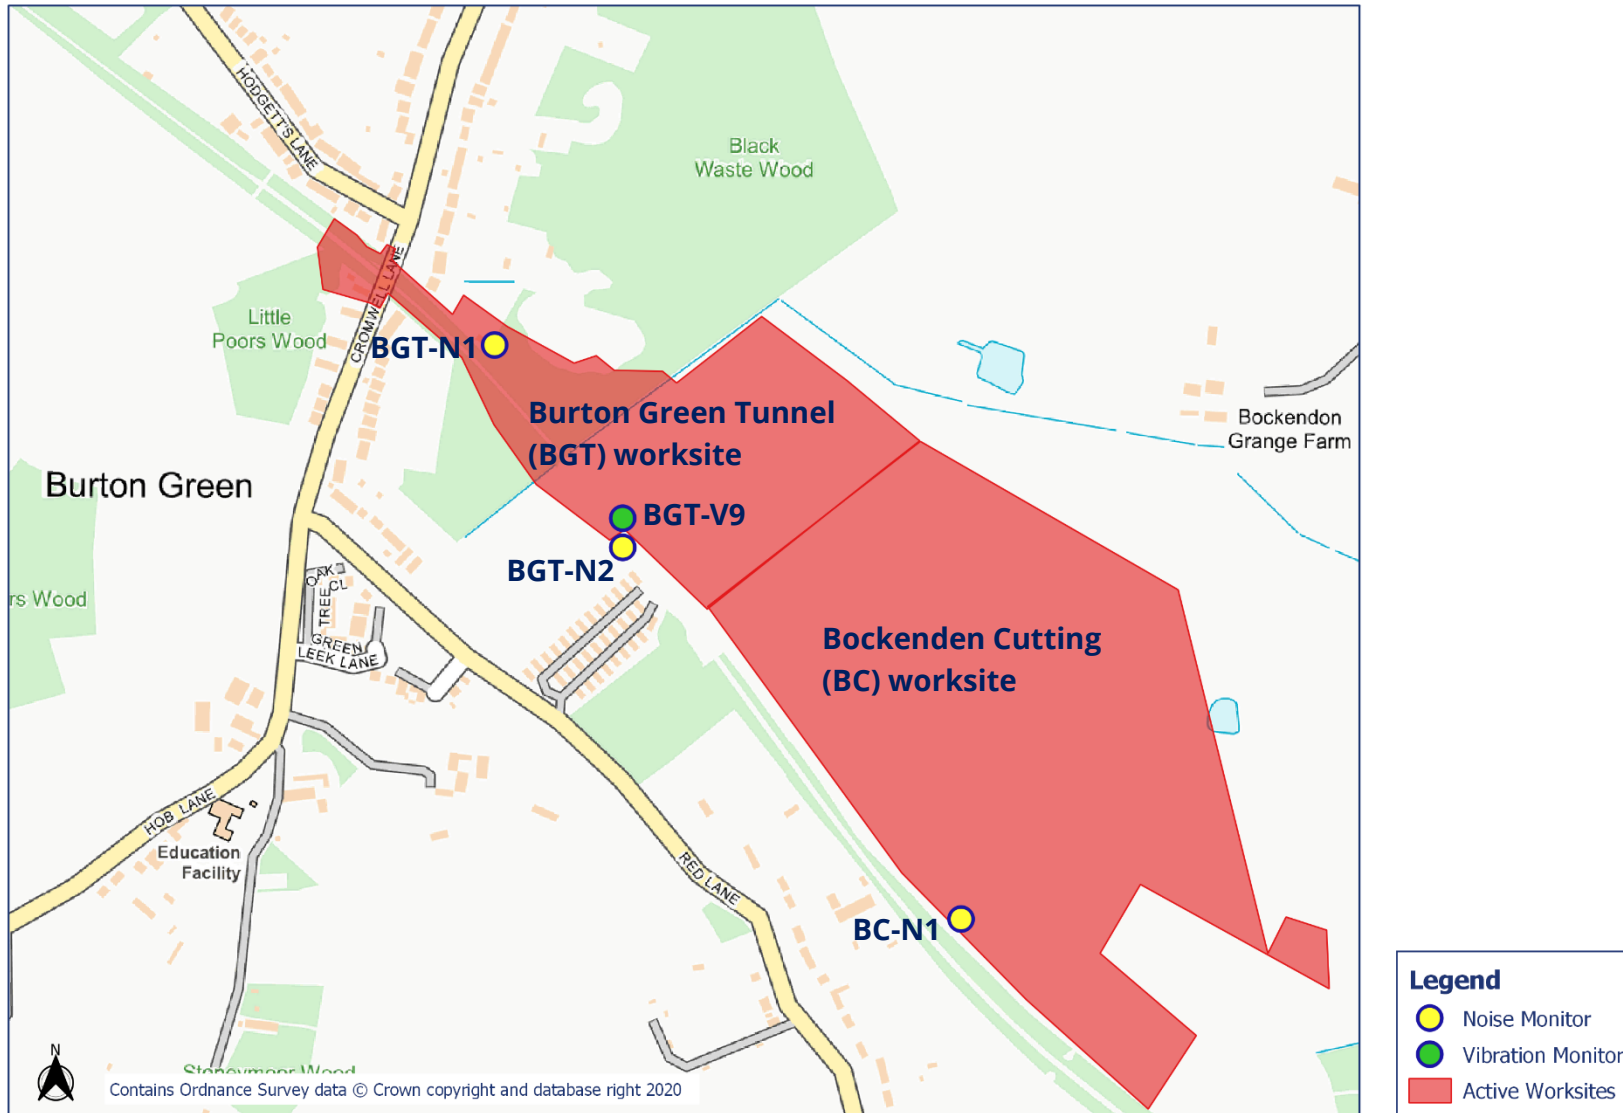 HODGETT'S LANE
Black
Waste Wood
CROMWELL LANE
Little
Poors Wood
BGT-N1
Burton Green Tunnel
(BGT) worksite
Bockendon
Grange Farm
Burton Green
BGT-V9
BGT-N2
OAK
TREE
CL
rs Wood
GREEN
LEEK LANE
Bockenden Cutting
(BC) worksite
HOB LANE
Education
Facility
RED LANE
BC-N1
N
Stoneymoor Wood
Contains Ordnance Survey data © Crown copyright and database right 2020
Legend
Noise Monitor
Vibration Monitor
Active Worksites